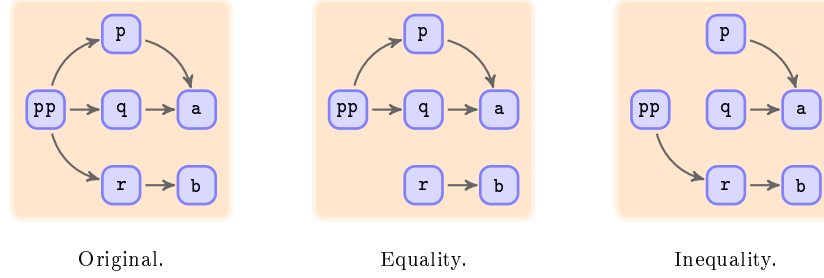 p p p
pp q a pp q a pp q a
r b r b r b
Original. Equality. Inequality.